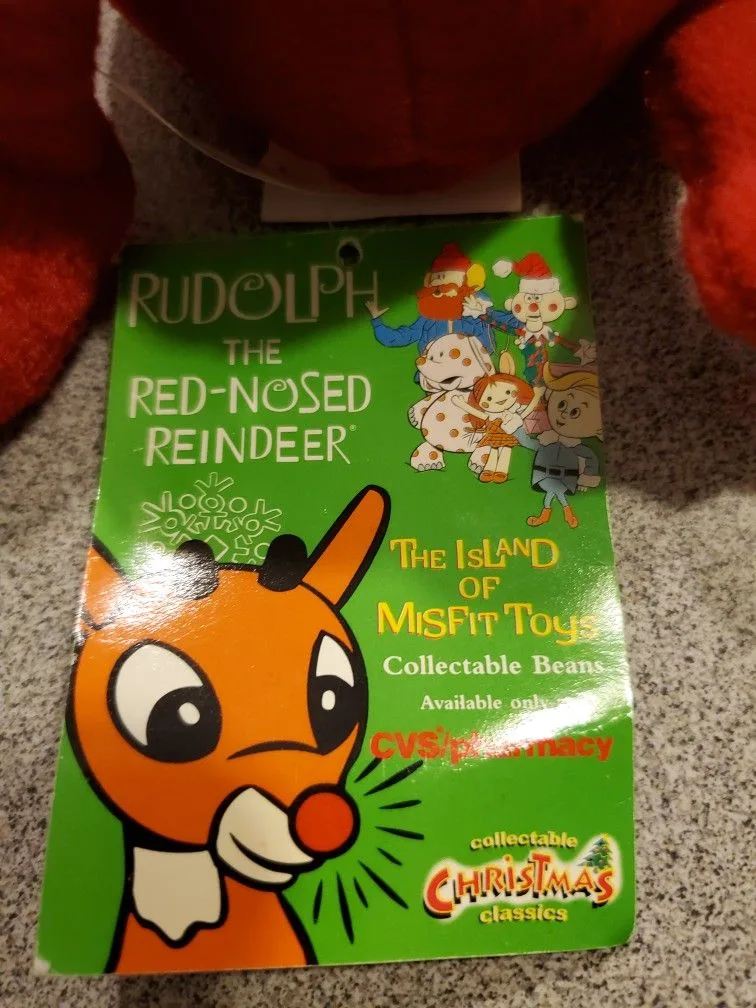 RUDOLPH
THE
RED-NOSED
REINDEER®
THE ISLAND
OF
MISFIT TOYS
Collectable Beans
Available only
CVS/pharmacy
collectable
CHRISTMAS
classics